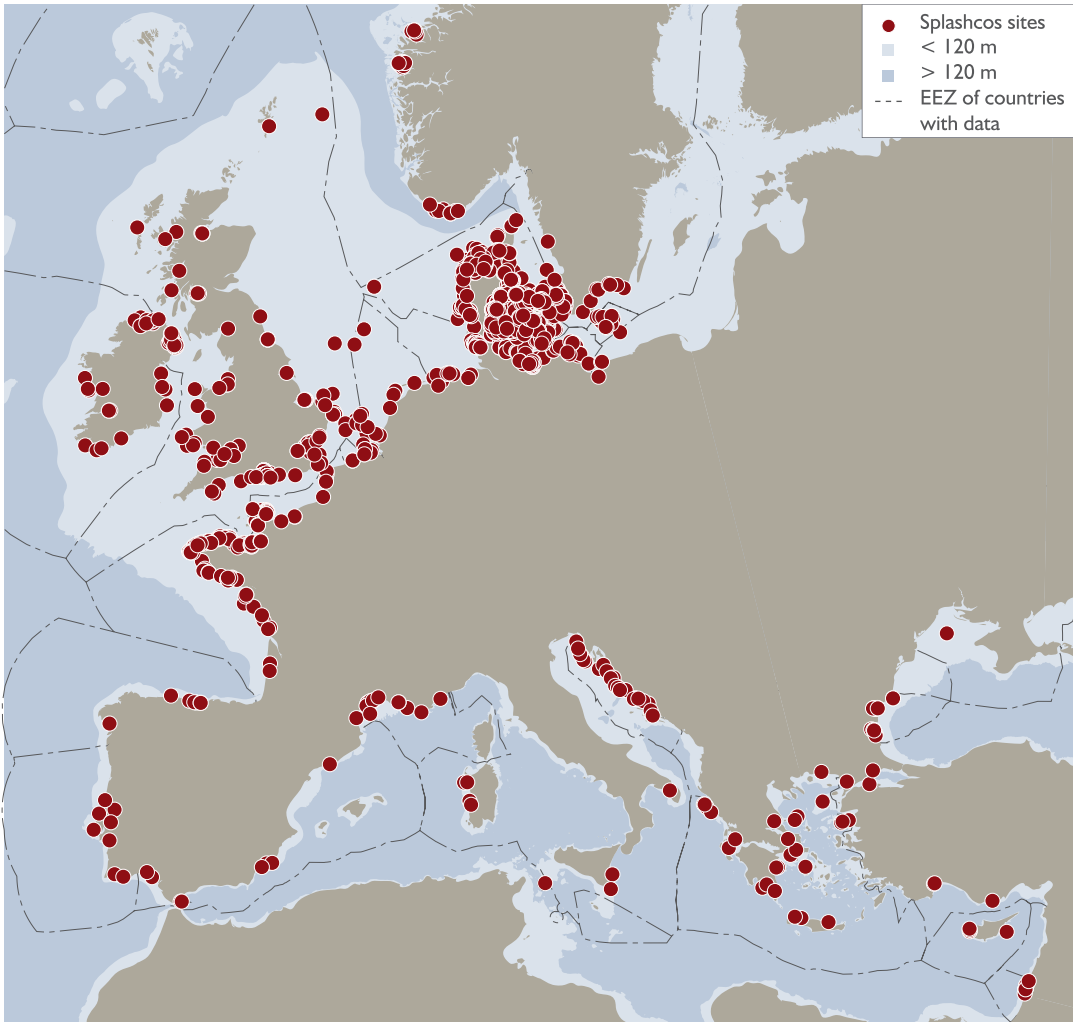 Splashcos sites
< 120 m
> 120 m
EEZ of countries
with data